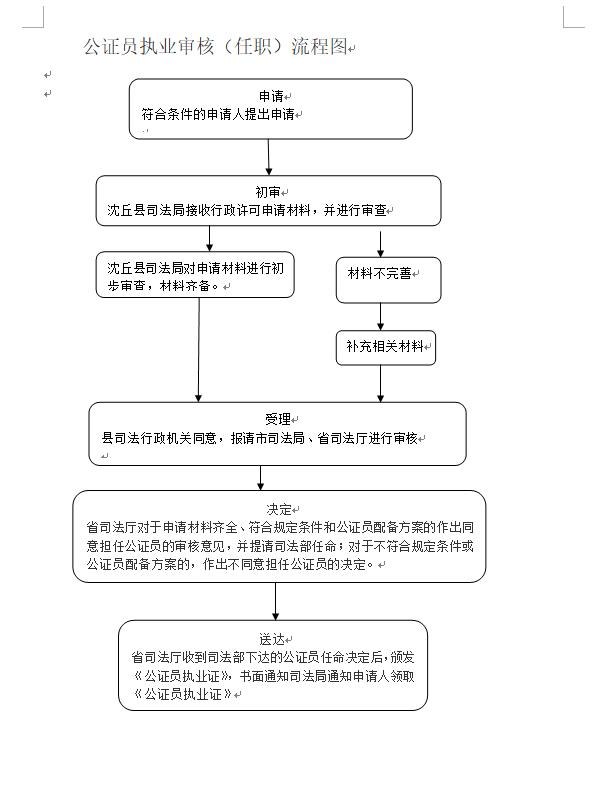 公证员执业审核（任职）流程图
申请
符合条件的申请人提出申请
初审
沈丘县司法局接收行政许可申请材料，并进行审查
沈丘县司法局对申请材料进行初
步审查，材料齐备。
材料不完善
补充相关材料
受理
县司法行政机关同意，报请市司法局、省司法厅进行审核
决定
省司法厅对于申请材料齐全、符合规定条件和公证员配备方案的作出同
意担任公证员的审核意见，并提请司法部任命；对于不符合规定条件或
公证员配备方案的，作出不同意担任公证员的决定。
送达
省司法厅收到司法部下达的公证员任命决定后，颁发
《公证员执业证》，书面通知司法局通知申请人领取
《公证员执业证》